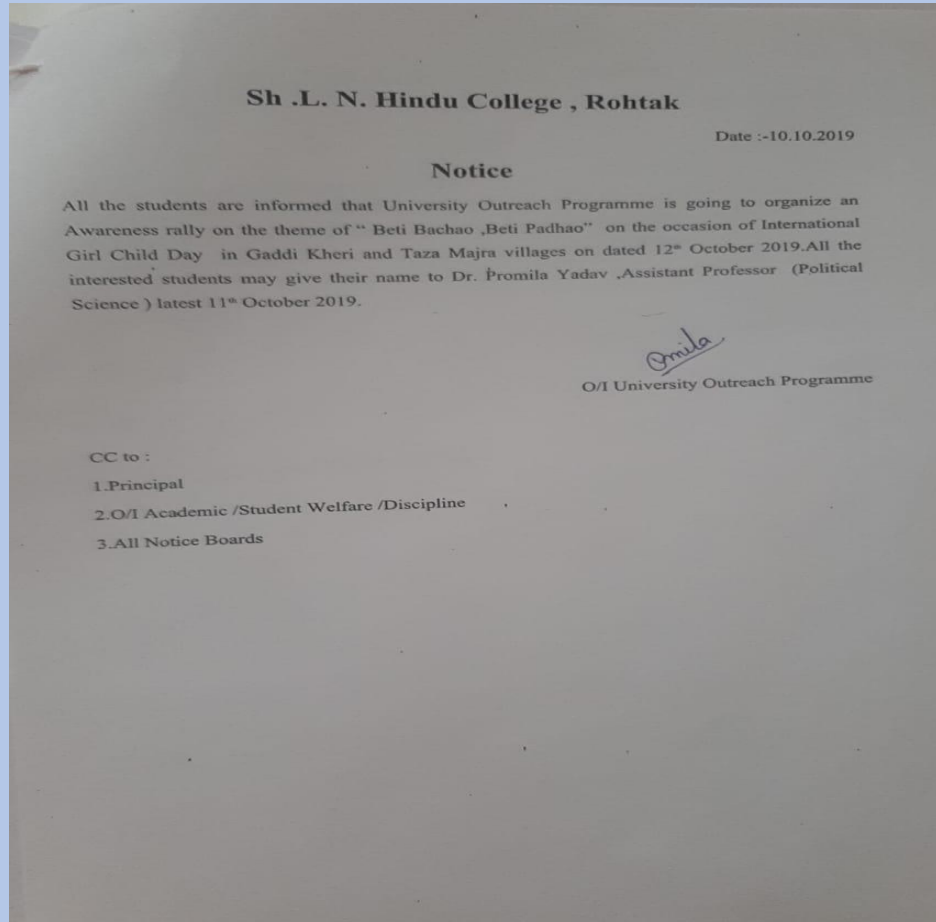 Sh .L. N. Hindu College , Rohtak
Date :-10.10.2019
Notice
All the students are informed that University Outreach Programme is going to organize an
Awareness rally on the theme of “ Beti Bachao ,Beti Padhao” on the occasion of International
Girl Child Day in Gaddi Kheri and Taza Majra villages on dated 12th October 2019.All the
interested students may give their name to Dr. Promila Yadav .Assistant Professor (Political
Science ) latest 11th October 2019.
O/I University Outreach Programme
CC to :
1.Principal
2.O/I Academic /Student Welfare /Discipline
3.All Notice Boards